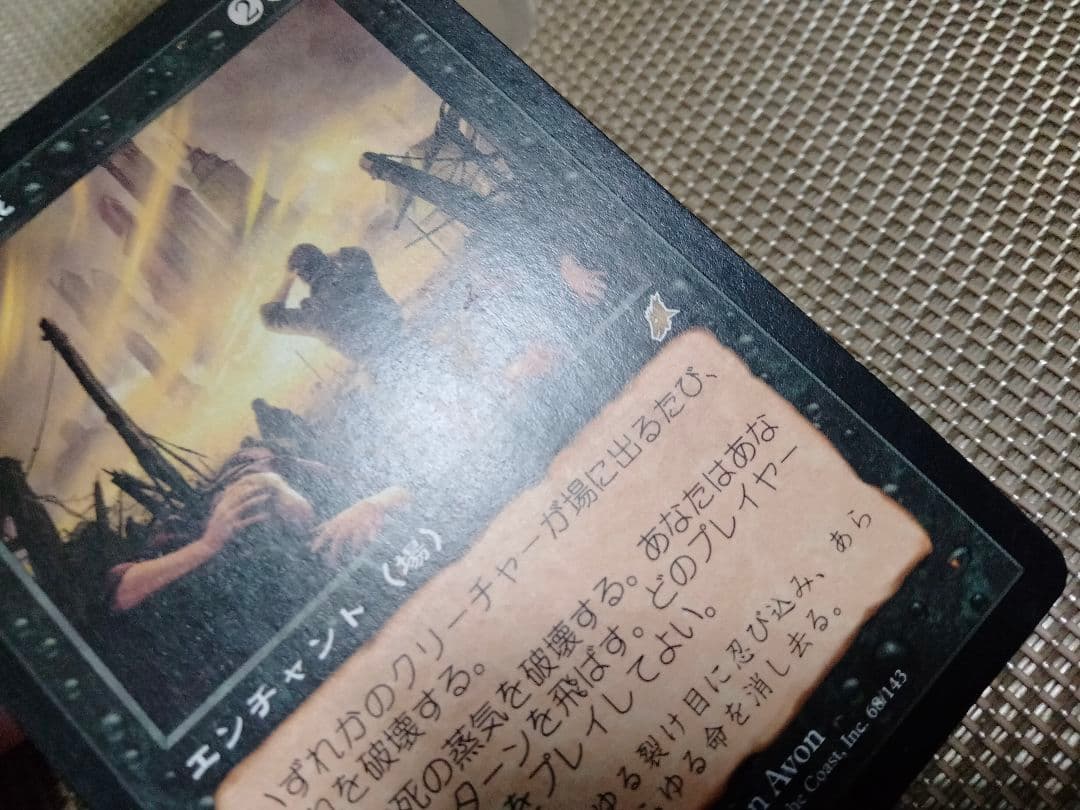 2
エンチャント (場)
いずれかのクリーチャーが場に出るたび、
を破壊する。
死の蒸気を破壊する。あなたはあな
ターンを飛ばす。どのプレイヤー
をプレイしてよい。
ゆる裂け目に忍び込み、あら
ゆる命を消し去る。
n Avon
the Coast, Inc. 68/143